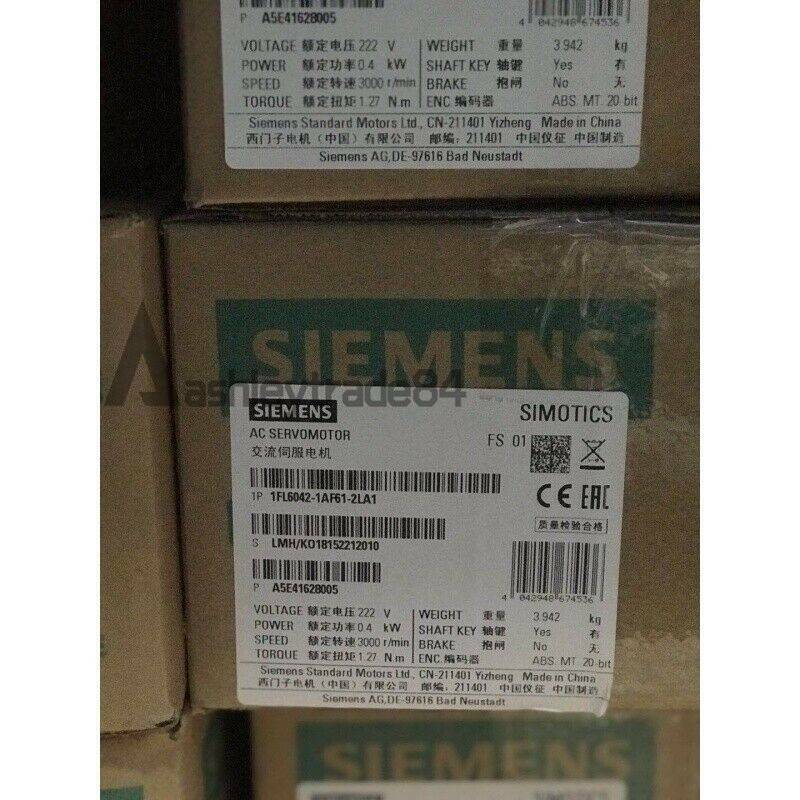 P A5E41628005
4 042948 674536
VOLTAGE 额定电压 222 V WEIGHT 重量 3.942 kg
POWER 额定功率 0.4 kW SHAFT KEY 轴键 Yes 有
SPEED 额定转速 3000 r/min BRAKE 抱闸 No 无
TORQUE 额定扭矩 1.27 N.m ENC 编码器 ABS. MT. 20 bit
Siemens Standard Motors Ltd., CN-211401 Yizheng Made in China
西门子电机（中国）有限公司 邮编: 211401 中国仪征 中国制造
Siemens AG,DE-97616 Bad Neustadt
SIEMENS
ashleytrade84
SIEMENS SIMOTICS
AC SERVOMOTOR FS 01
交流伺服电机
1P 1FL6042-1AF61-2LA1
CE EAC
S LMH/KO18152212010
质量检验合格
P A5E41628005
4 042948 674536
VOLTAGE 额定电压 222 V WEIGHT 重量 3.942 kg
POWER 额定功率 0.4 kW SHAFT KEY 轴键 Yes 有
SPEED 额定转速 3000 r/min BRAKE 抱闸 No 无
TORQUE 额定扭矩 1.27 N.m ENC. 编码器 ABS. MT. 20-bit
Siemens Standard Motors Ltd., CN-211401 Yizheng Made in China
西门子电机（中国）有限公司 邮编: 211401 中国仪征 中国制造
Siemens AG,DE-97616 Bad Neustadt
SIEMENS